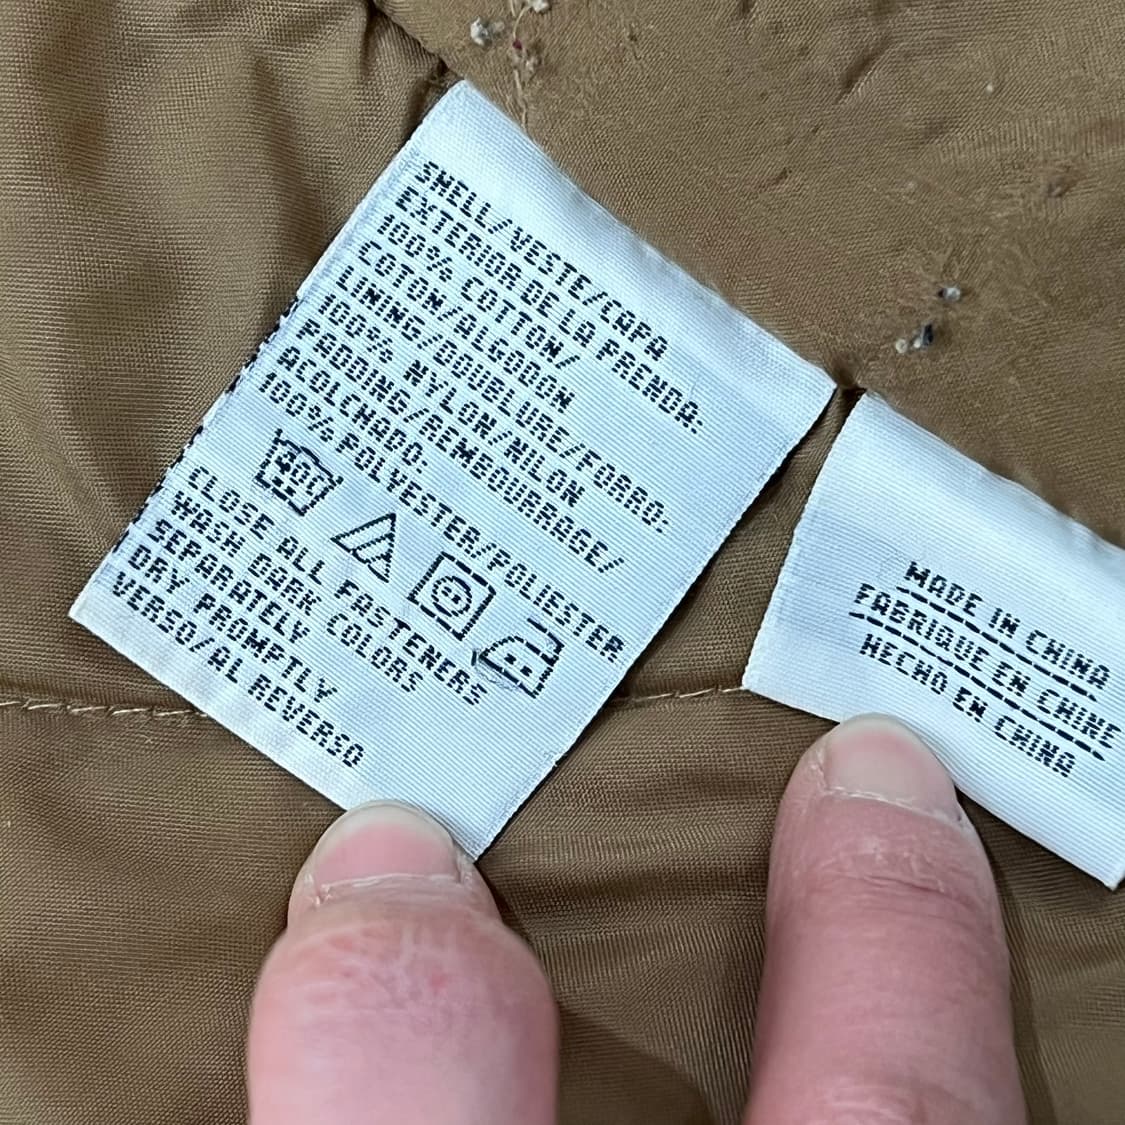 SHELL/VESTE/CAPA
EXTERIOR DE LA PRENDA:
100% COTTON/
COTON/ALGODON
LINING/DOUBLURE/FORRO:
100% NYLON/NILON
PADDING/REMBOURRAGE/
ACOLCHADO:
100% POLYESTER/POLIESTER
40C
CLOSE ALL FASTENERS
WASH DARK COLORS
SEPARATELY
DRY PROMPTLY
VERSO/AL REVERSO
MADE IN CHINA
FABRIQUE EN CHINE
HECHO EN CHINA